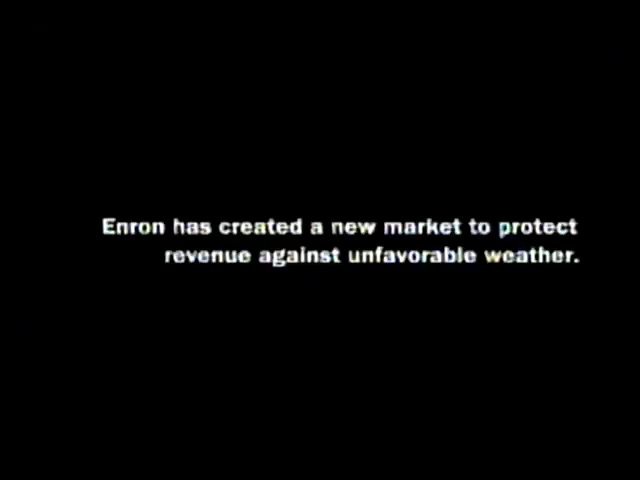 Enron has created a new market to protect
revenue against unfavorable weather.